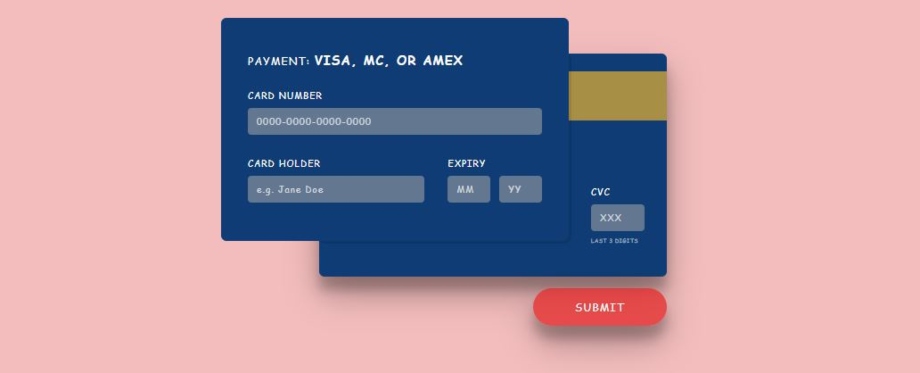 PAYMENT: VISA, MC, OR AMEX
CARD NUMBER
0000-0000-0000-0000
CARD HOLDER
EXPIRY
e.g. Jane Doe
MM
YY
CVC
XXX
LAST 3 DIGITS
SUBMIT